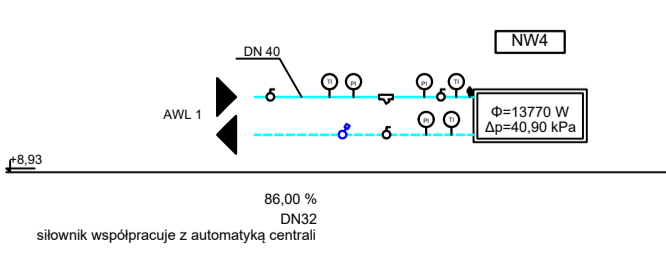 NW4
DN 40
TI PI PI TI
AWL 1
Φ=13770 W
Δp=40,90 kPa
PI TI
+8,93
86,00 %
DN32
siłownik współpracuje z automatyką centrali